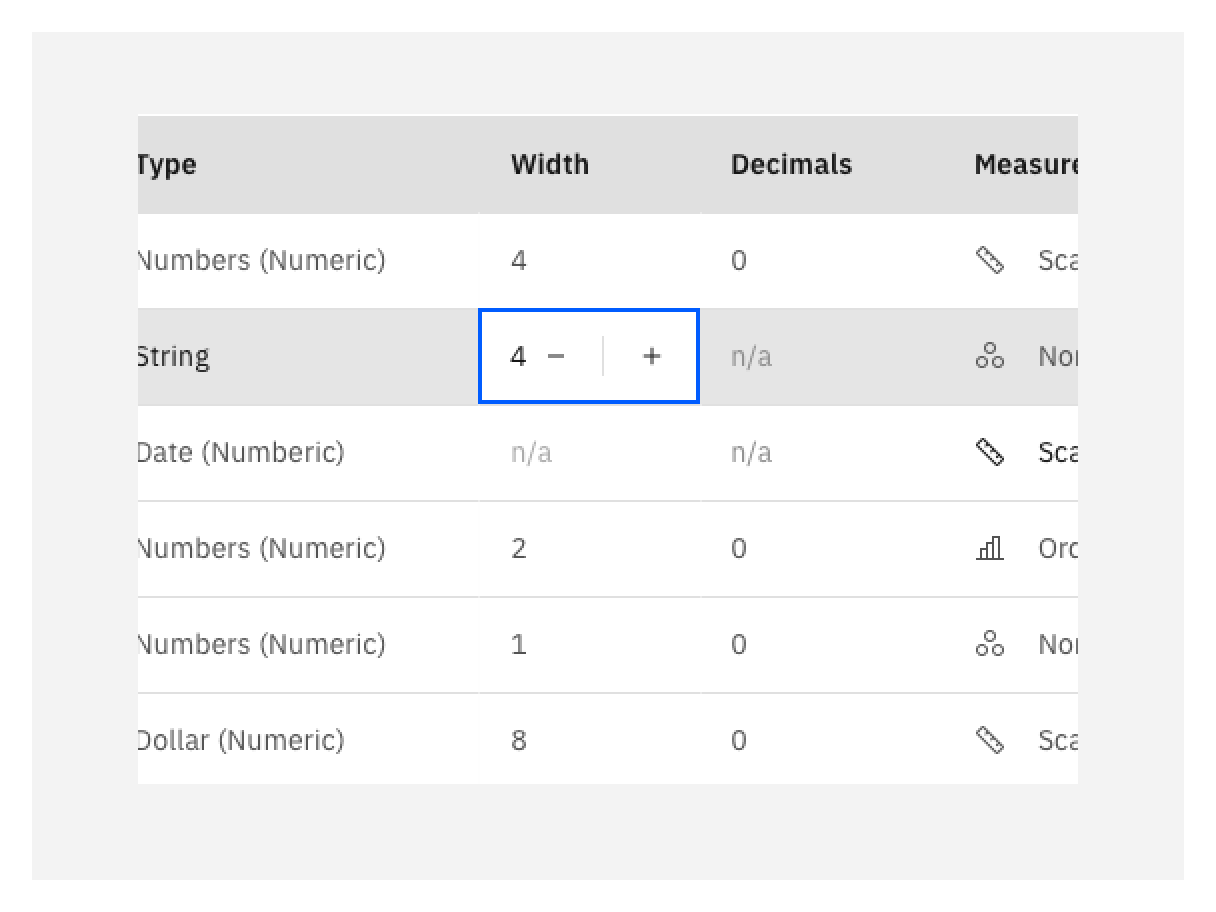 Type Width Decimals Measure
Numbers (Numeric) 4 0 Sca
String 4 − + n/a Nor
Date (Numberic) n/a n/a Sca
Numbers (Numeric) 2 0 Ord
Numbers (Numeric) 1 0 Nor
Dollar (Numeric) 8 0 Sca